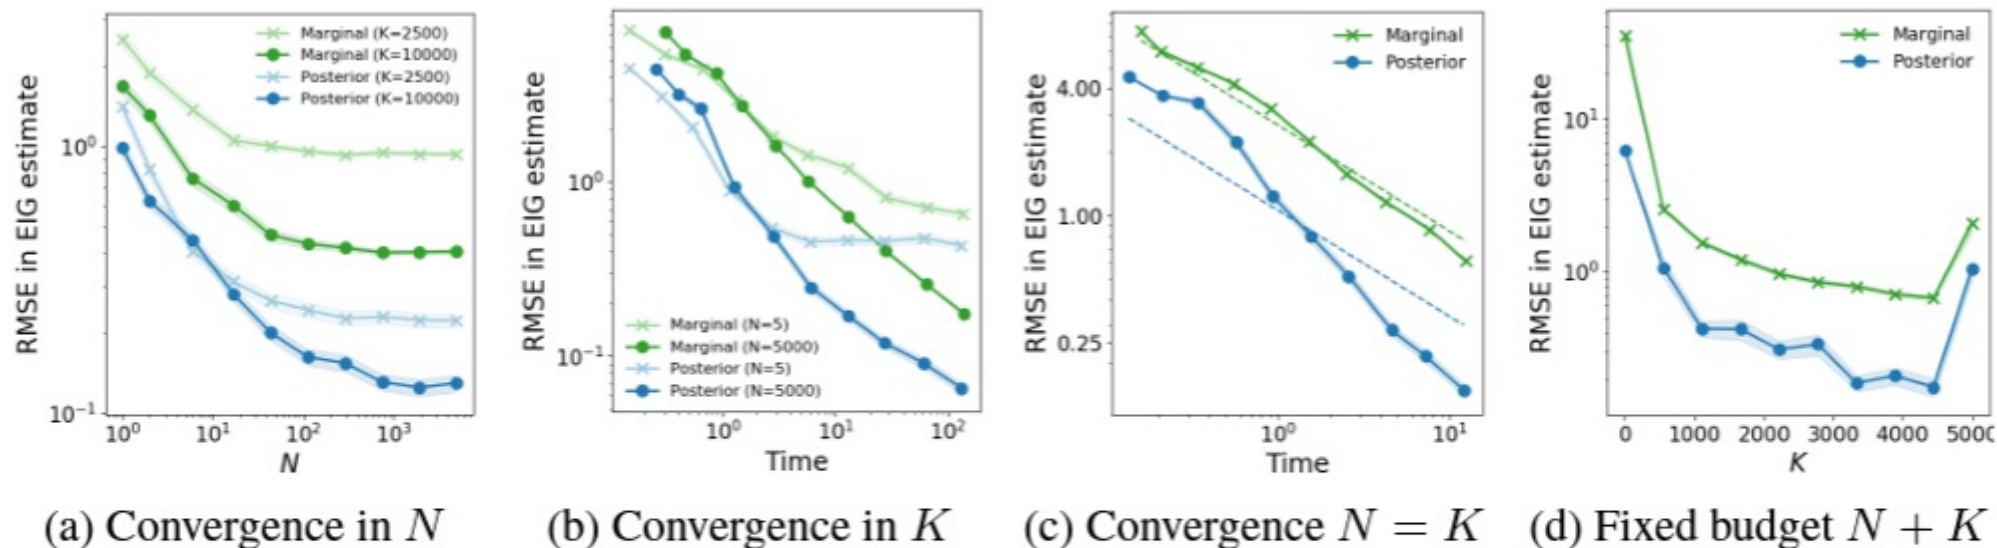 RMSE in EIG estimate
Marginal (K=2500)
Marginal (K=10000)
Posterior (K=2500)
Posterior (K=10000)
10⁰
10⁻¹
10⁰ 10¹ 10² 10³
N
(a) Convergence in N
RMSE in EIG estimate
10⁰
10⁻¹
Marginal (N=5)
Marginal (N=5000)
Posterior (N=5)
Posterior (N=5000)
10⁰ 10¹ 10²
Time
(b) Convergence in K
RMSE in EIG estimate
Marginal
Posterior
4.00
1.00
0.25
10⁰ 10¹
Time
(c) Convergence N = K
RMSE in EIG estimate
Marginal
Posterior
10¹
10⁰
0 1000 2000 3000 4000 5000
K
(d) Fixed budget N + K